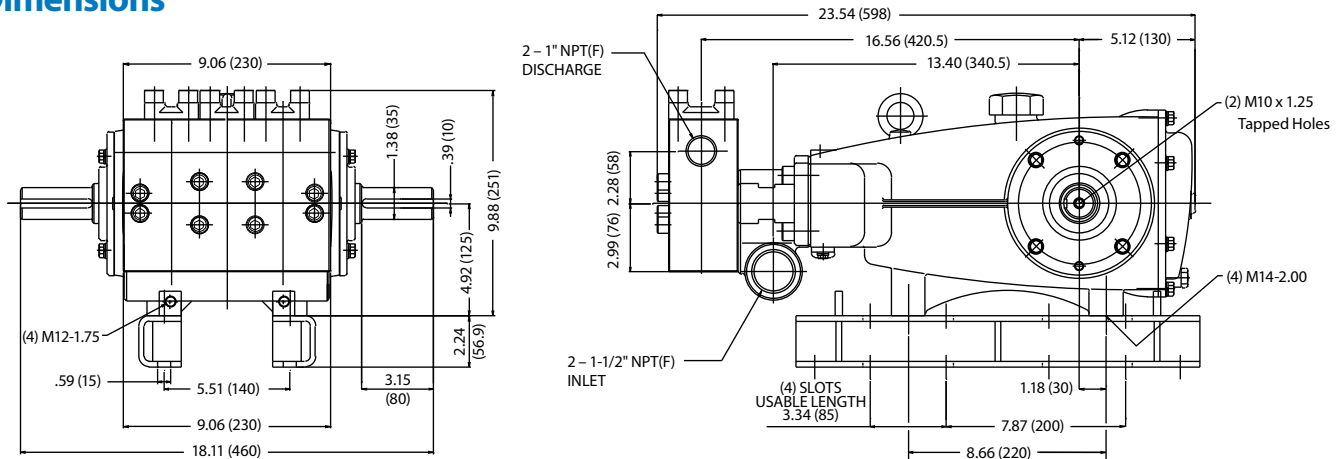 Dimensions
9.06 (230)
1.38 (35)
.39 (10)
9.88 (251)
4.92 (125)
2.24
(56.9)
(4) M12-1.75
.59 (15)
5.51 (140)
3.15
(80)
9.06 (230)
18.11 (460)
23.54 (598)
16.56 (420.5)
5.12 (130)
13.40 (340.5)
2 – 1" NPT(F)
DISCHARGE
(2) M10 x 1.25
Tapped Holes
2.28 (58)
2.99 (76)
(4) M14-2.00
2 – 1-1/2" NPT(F)
INLET
(4) SLOTS
USABLE LENGTH
3.34 (85)
1.18 (30)
7.87 (200)
8.66 (220)